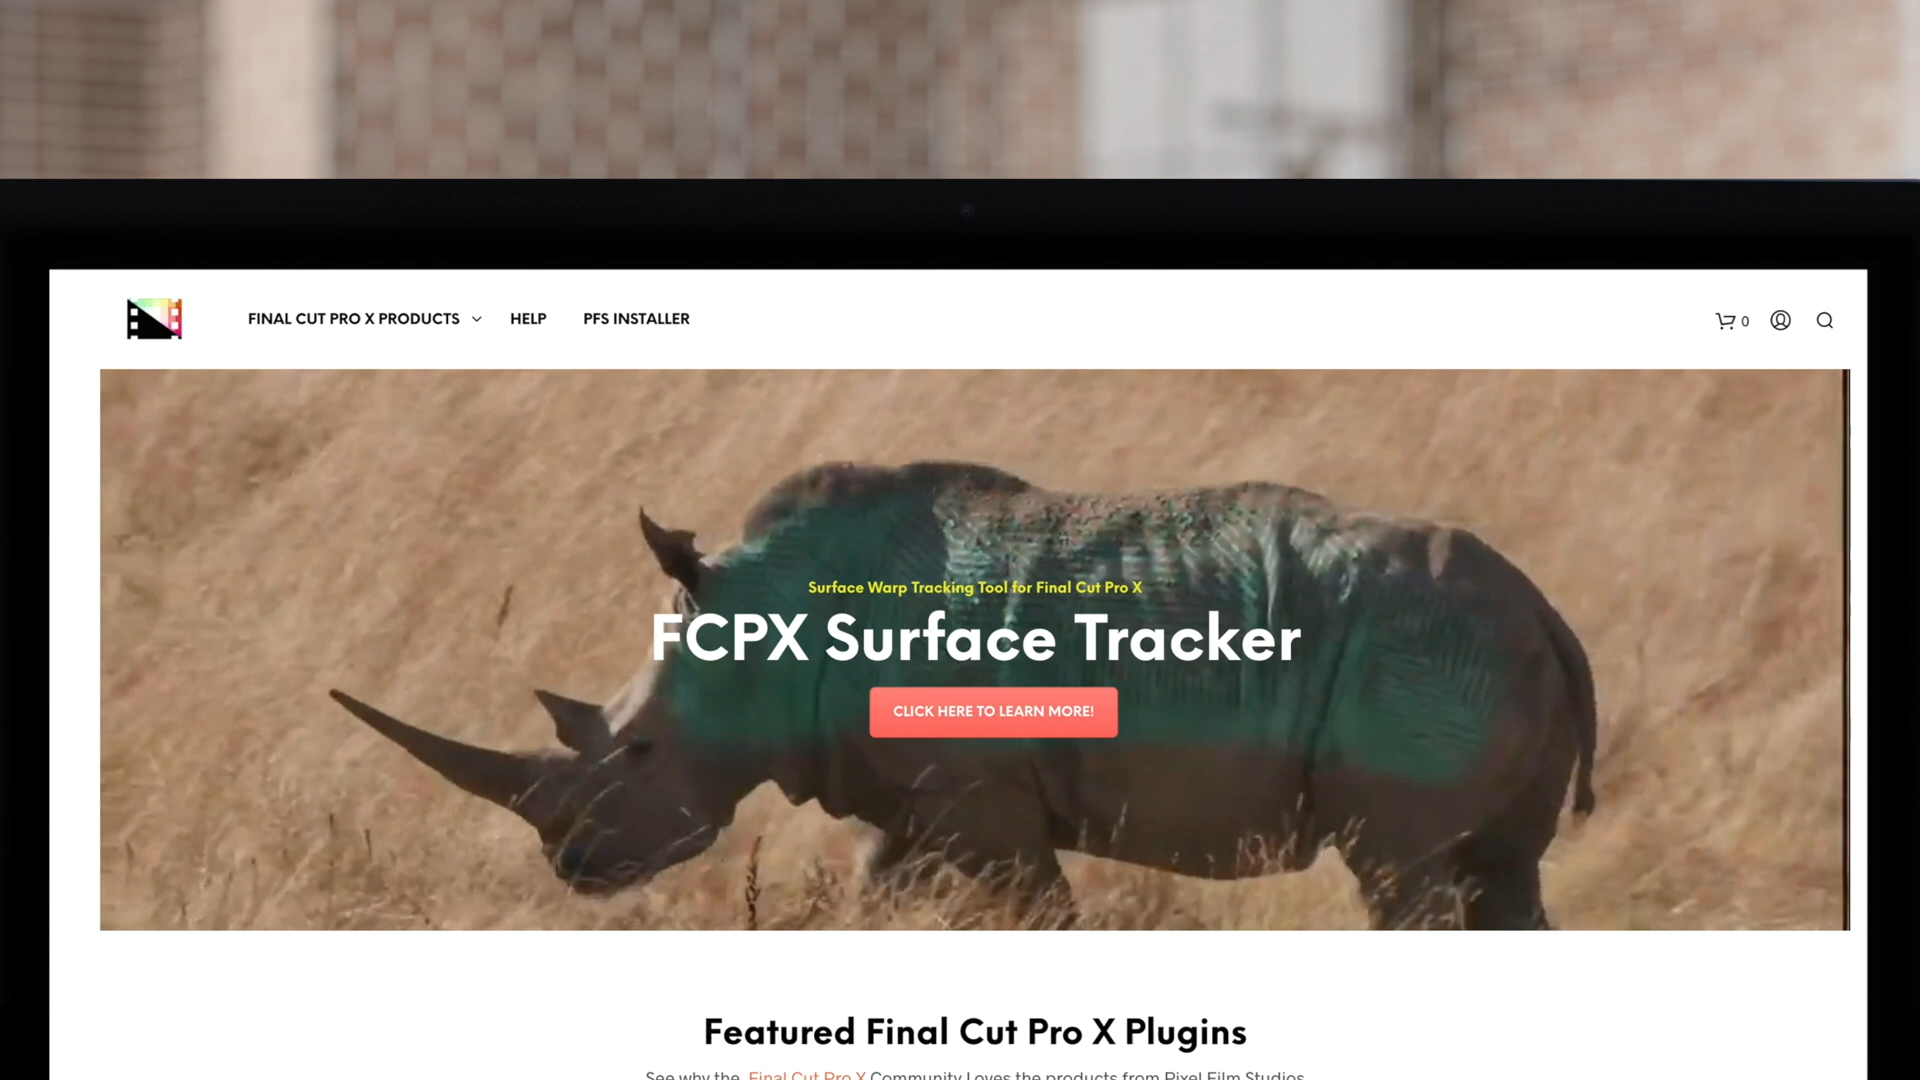 FINAL CUT PRO X PRODUCTS HELP PFS INSTALLER 0
Surface Warp Tracking Tool for Final Cut Pro X
FCPX Surface Tracker
CLICK HERE TO LEARN MORE!
Featured Final Cut Pro X Plugins
See why the Final Cut Pro X Community Loves the products from Pixel Film Studios